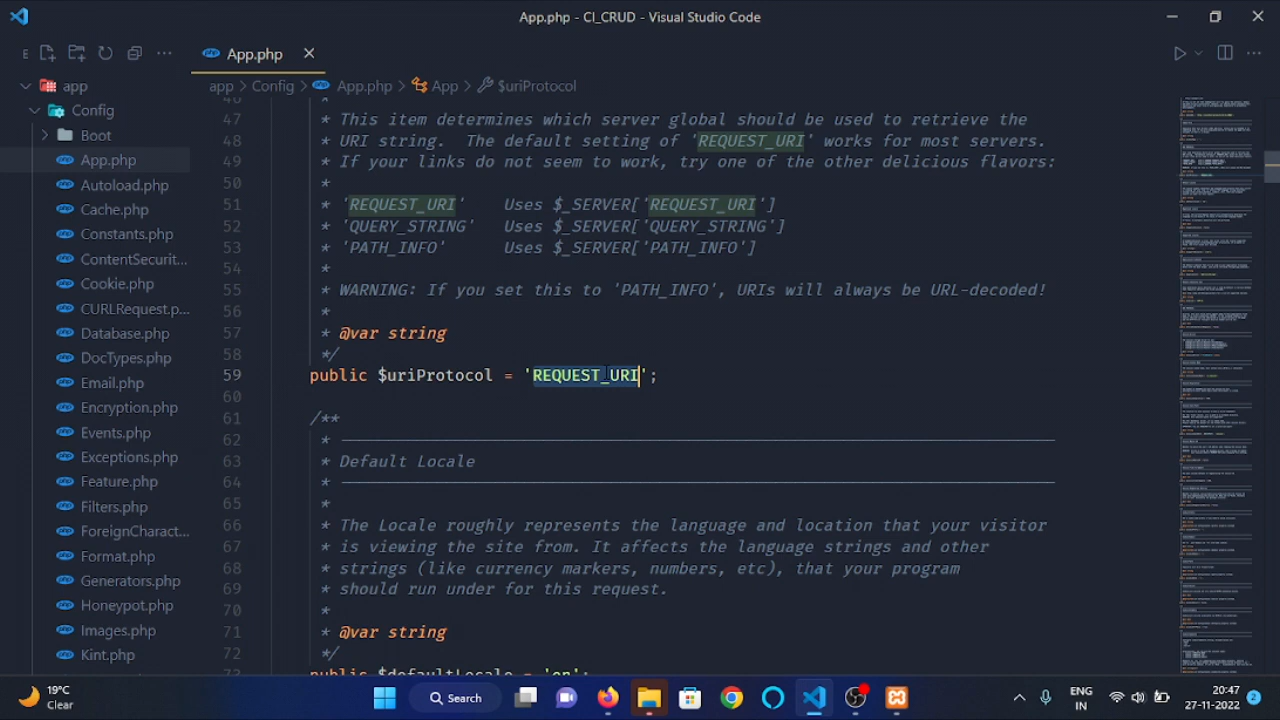 App.php - CI_CRUD - Visual Studio Code
E
App.php
app
app > Config > App.php > App > $uriProtocol
Config
Boot
App.php
Autoload.php
Cache.php
Constants.php
ContentSecurit...
Cookie.php
CURLRequest.p...
Database.php
DocTypes.php
Email.php
Encryption.php
Events.php
Exceptions.php
Feature.php
Filters.php
ForeignCharact...
Format.php
Generators.php
Honeypot.php
Images.php
Kint.php
46 *
47 * This item determines which server global should be used to retrieve the
48 * URI string. The default setting of 'REQUEST_URI' works for most servers.
49 * If your links do not seem to work, try one of the other delicious flavors:
50 *
51 * 'REQUEST_URI' Uses $_SERVER['REQUEST_URI']
52 * 'QUERY_STRING' Uses $_SERVER['QUERY_STRING']
53 * 'PATH_INFO' Uses $_SERVER['PATH_INFO']
54 *
55 * WARNING: If you set this to 'PATH_INFO', URIs will always be URL-decoded!
56 *
57 * @var string
58 */
59 public $uriProtocol = 'REQUEST_URI';
60
61 /**
62 * --------------------------------------------------------------------------
63 * Default Locale
64 * --------------------------------------------------------------------------
65 *
66 * The Locale roughly represents the language and location that your visitor
67 * is viewing the site from. It affects the language strings and other
68 * strings (like currency markers, numbers, etc), that your program
69 * should run under for this request.
70 *
71 * @var string
72 */
73 public $defaultLocale = 'en';
19°C
Clear
Search
ENG
IN
20:47
27-11-2022
2